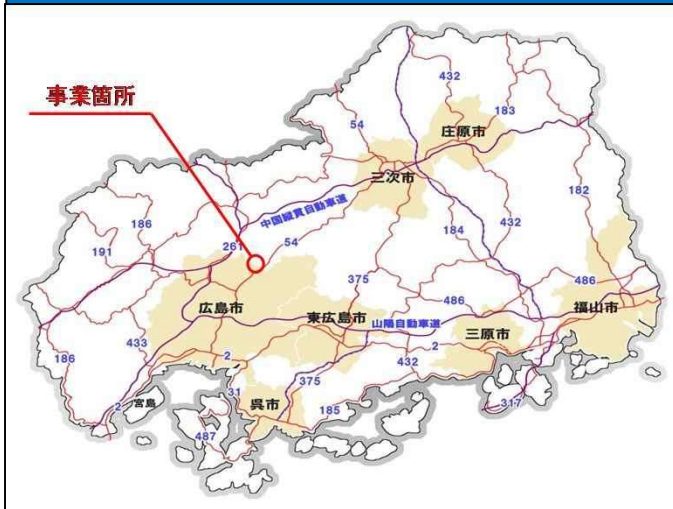 事業箇所
432
183
54
庄原市
三次市
182
186
中国縦貫自動車道
54
184
432
191
261
375
486
486
広島市
東広島市
山陽自動車道
福山市
三原市
433
2
2
432
186
375
31
2
宮島
呉市
185
317
487